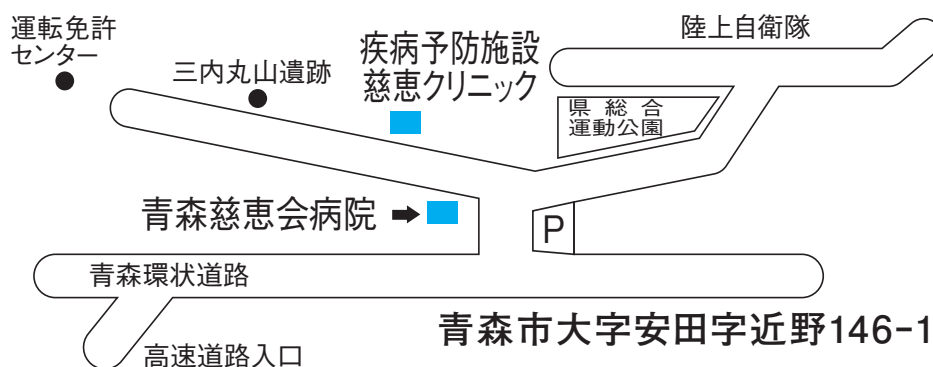 運転免許
センター
三内丸山遺跡
疾病予防施設
慈恵クリニック
陸上自衛隊
県総合
運動公園
青森慈恵会病院
P
青森環状道路
高速道路入口
青森市大字安田字近野146-1